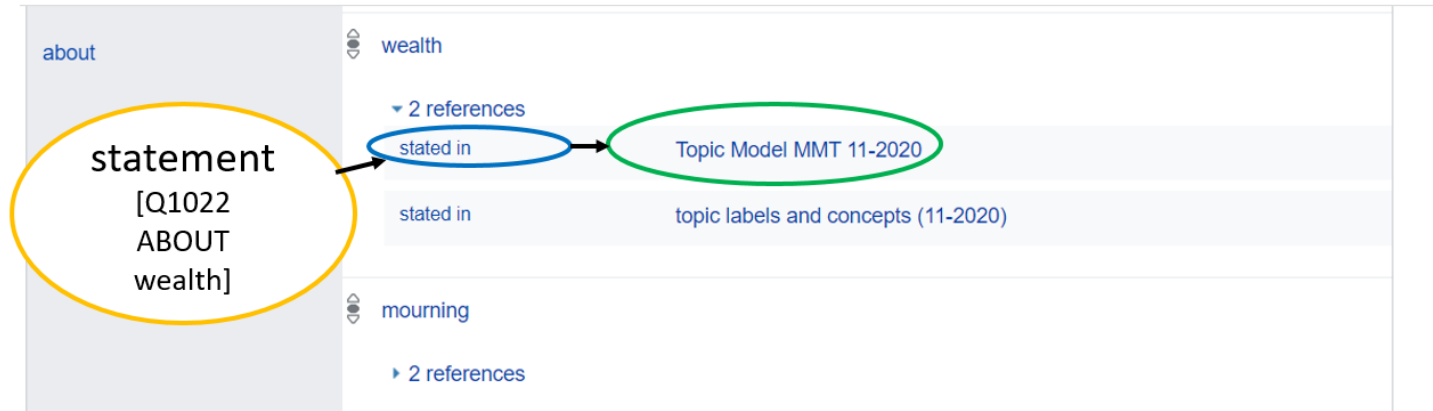 about
wealth
2 references
statement
[Q1022
ABOUT
wealth]
stated in Topic Model MMT 11-2020
stated in topic labels and concepts (11-2020)
mourning
2 references